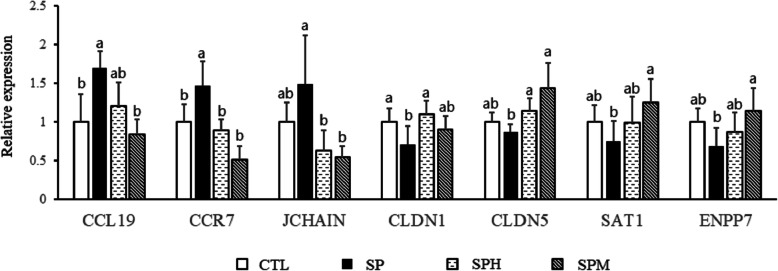 Relative expression
2.5
2
1.5
1
0.5
0
b a ab b
b a b b
ab a b b
a b a ab
ab b ab a
ab b ab a
ab b ab a
CCL19 CCR7 JCHAIN CLDN1 CLDN5 SAT1 ENPP7
CTL SP SPH SPM